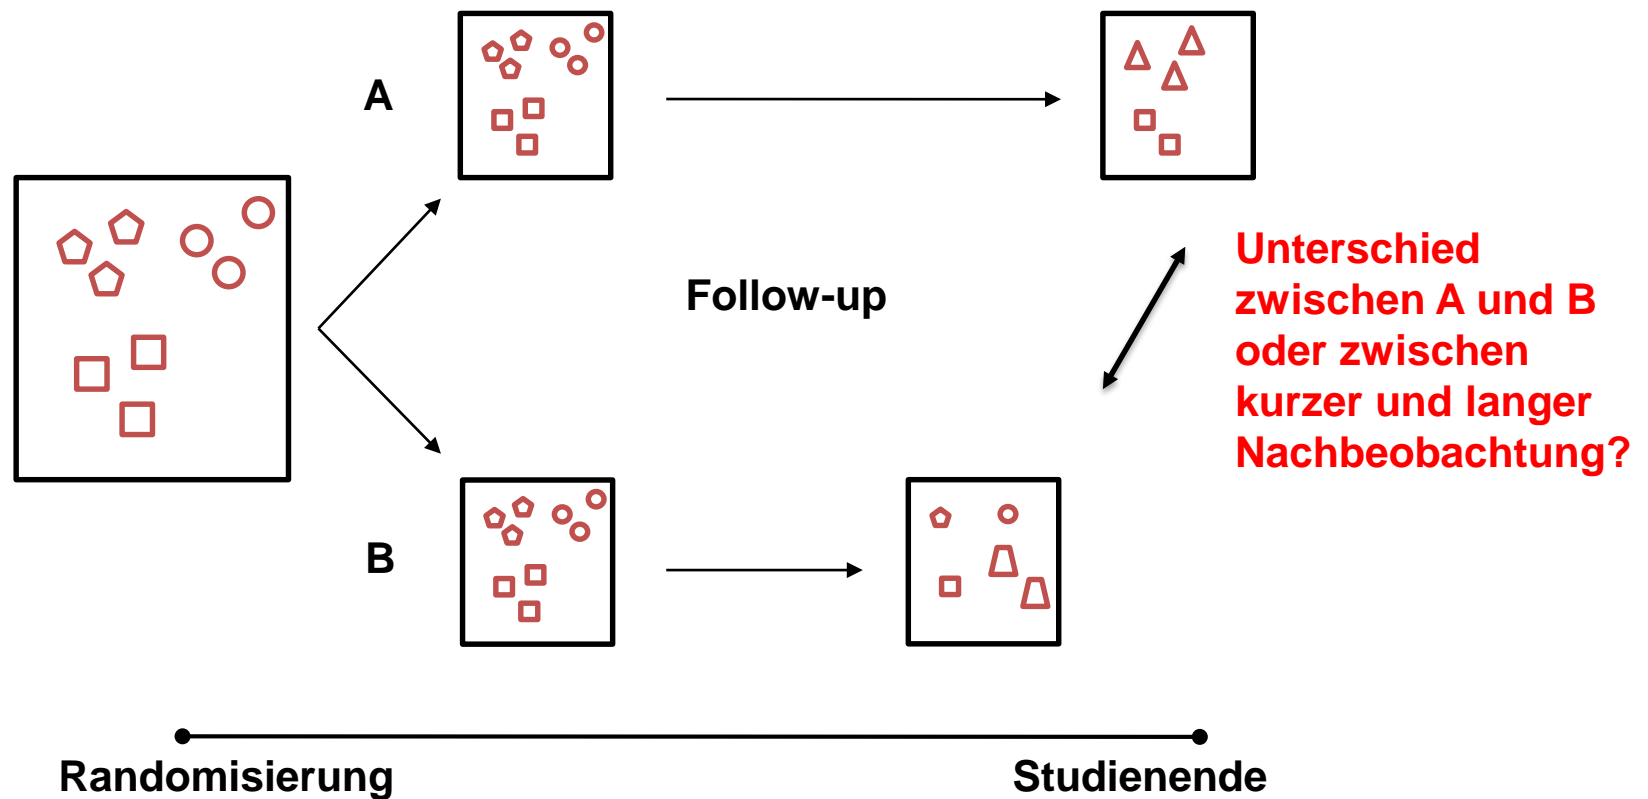 A
Follow-up
Unterschied
zwischen A und B
oder zwischen
kurzer und langer
Nachbeobachtung?
B
Randomisierung
Studienende